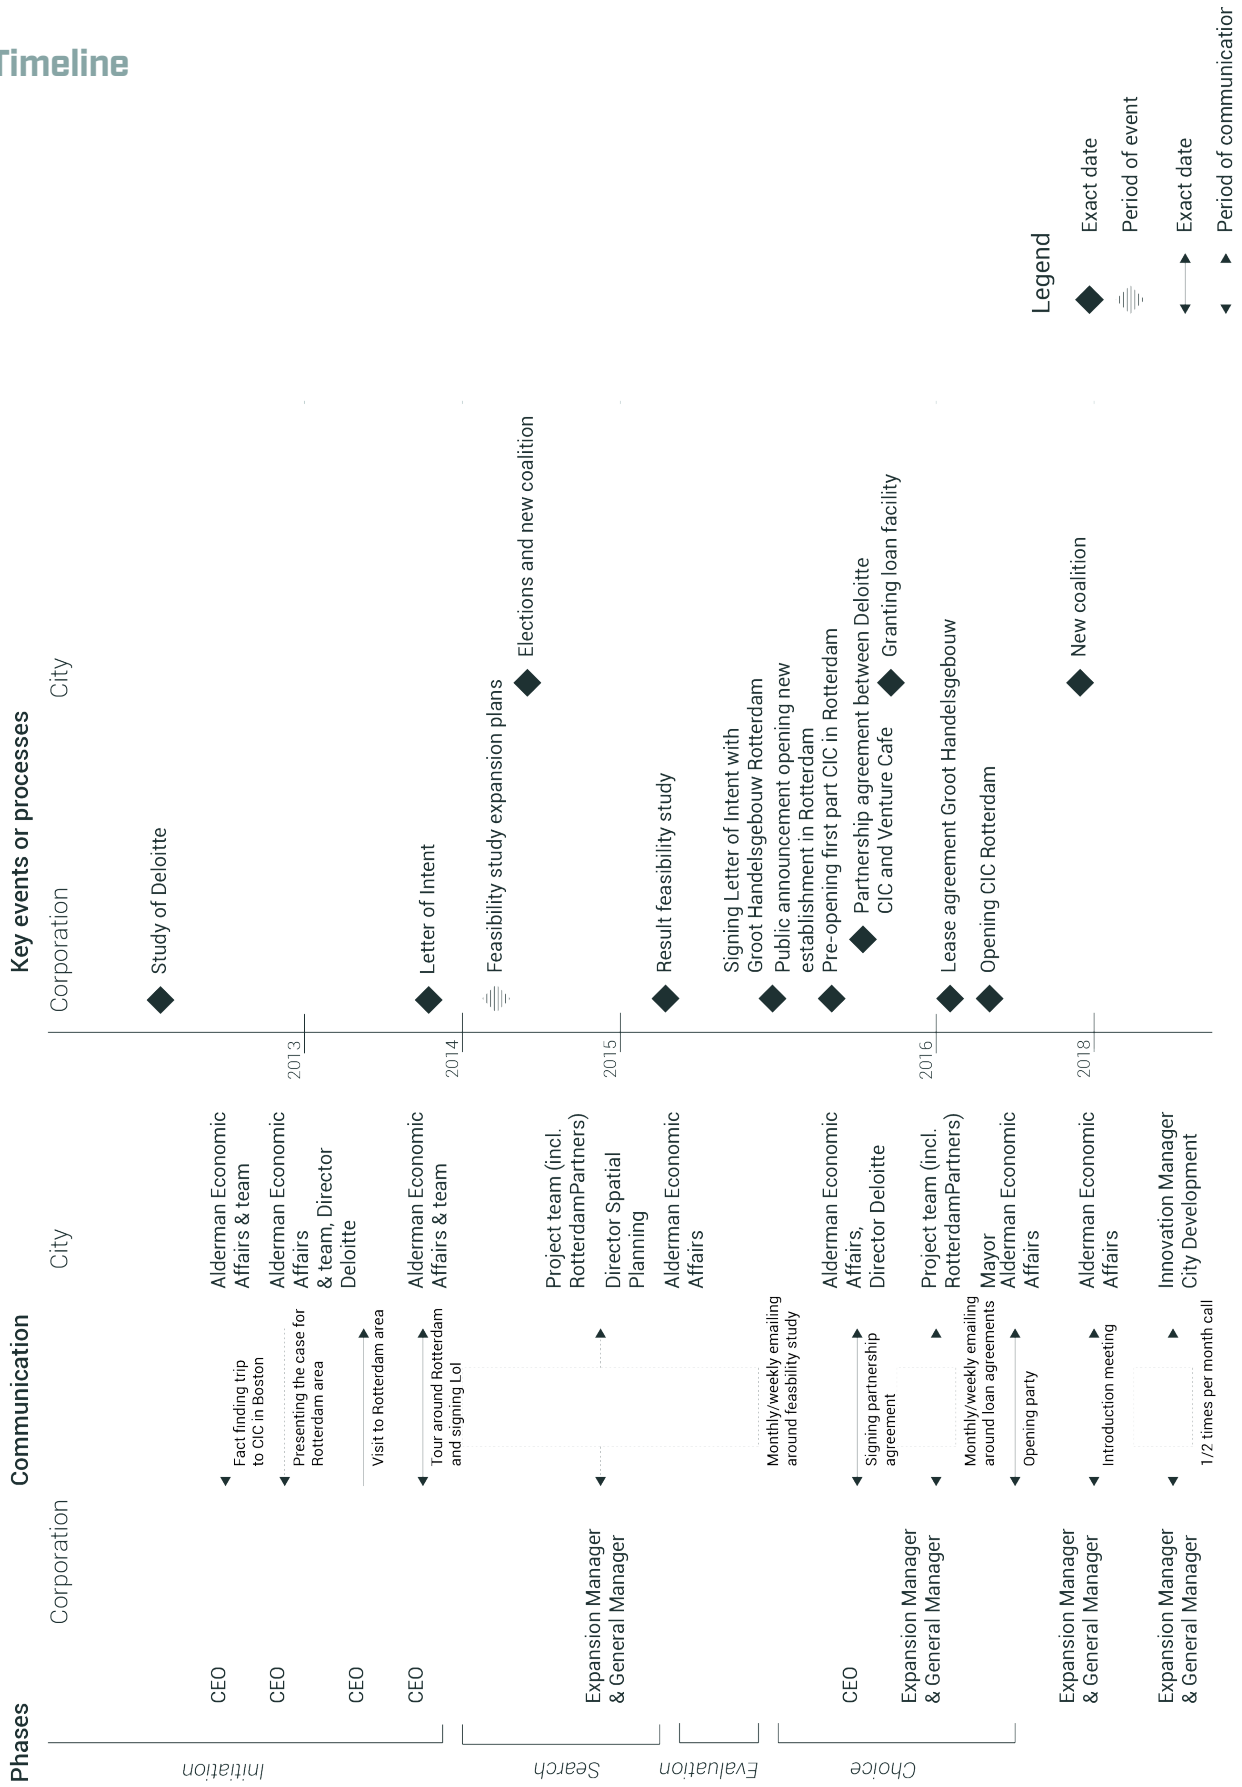 Timeline
Phases
Communication
Key events or processes
Corporation
City
Corporation
City
Initiation
Search
Evaluation
Choice
CEO
Fact finding trip
to CIC in Boston
Alderman Economic
Affairs & team
CEO
Presenting the case for
Rotterdam area
Alderman Economic
Affairs
& team, Director
Deloitte
CEO
Visit to Rotterdam area
CEO
Tour around Rotterdam
and signing LoI
Alderman Economic
Affairs & team
Expansion Manager
& General Manager
Monthly/weekly emailing
around feasbility study
Project team (incl.
RotterdamPartners)
Director Spatial
Planning
Alderman Economic
Affairs
CEO
Signing partnership
agreement
Alderman Economic
Affairs,
Director Deloitte
Expansion Manager
& General Manager
Monthly/weekly emailing
around loan agreements
Project team (incl.
RotterdamPartners)
Opening party
Mayor
Alderman Economic
Affairs
Expansion Manager
& General Manager
Introduction meeting
Alderman Economic
Affairs
Expansion Manager
& General Manager
1/2 times per month call
Innovation Manager
City Development
2013
2014
2015
2016
2018
Study of Deloitte
Letter of Intent
Feasibility study expansion plans
Elections and new coalition
Result feasibility study
Signing Letter of Intent with
Groot Handelsgebouw Rotterdam
Public announcement opening new
establishment in Rotterdam
Pre-opening first part CIC in Rotterdam
Partnership agreement between Deloitte
CIC and Venture Cafe
Granting loan facility
Lease agreement Groot Handelsgebouw
Opening CIC Rotterdam
New coalition
Legend
Exact date
Period of event
Exact date
Period of communication